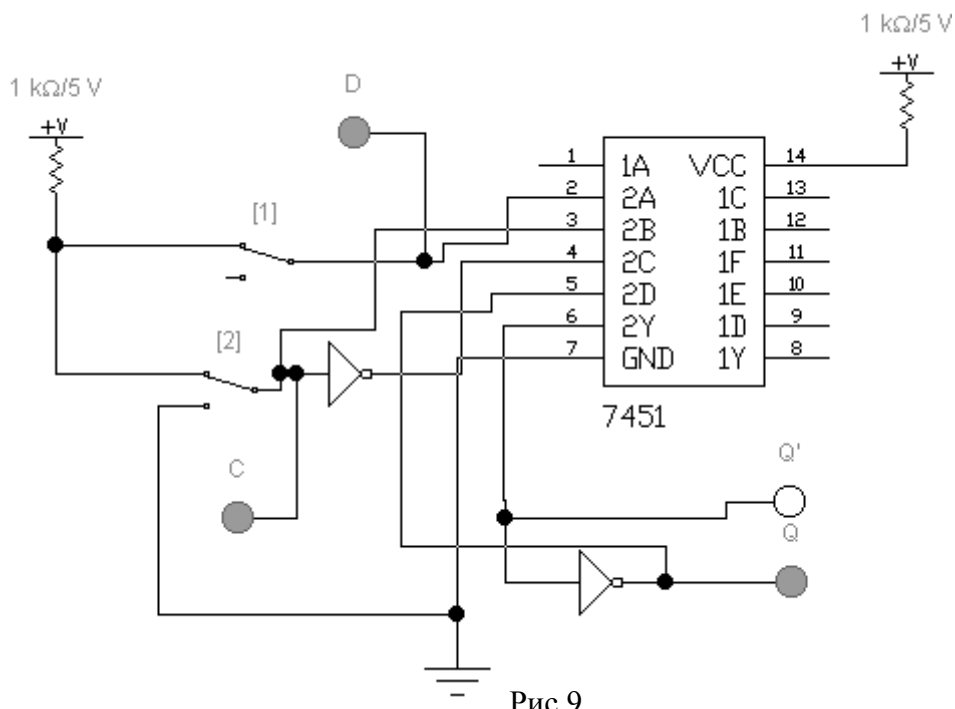 1 kΩ/5 V
+V
1 kΩ/5 V
+V
D
[1]
[2]
C
1 1A VCC 14
2 2A 1C 13
3 2B 1B 12
4 2C 1F 11
5 2D 1E 10
6 2Y 1D 9
7 GND 1Y 8
7451
Q'
Q
Рис 9